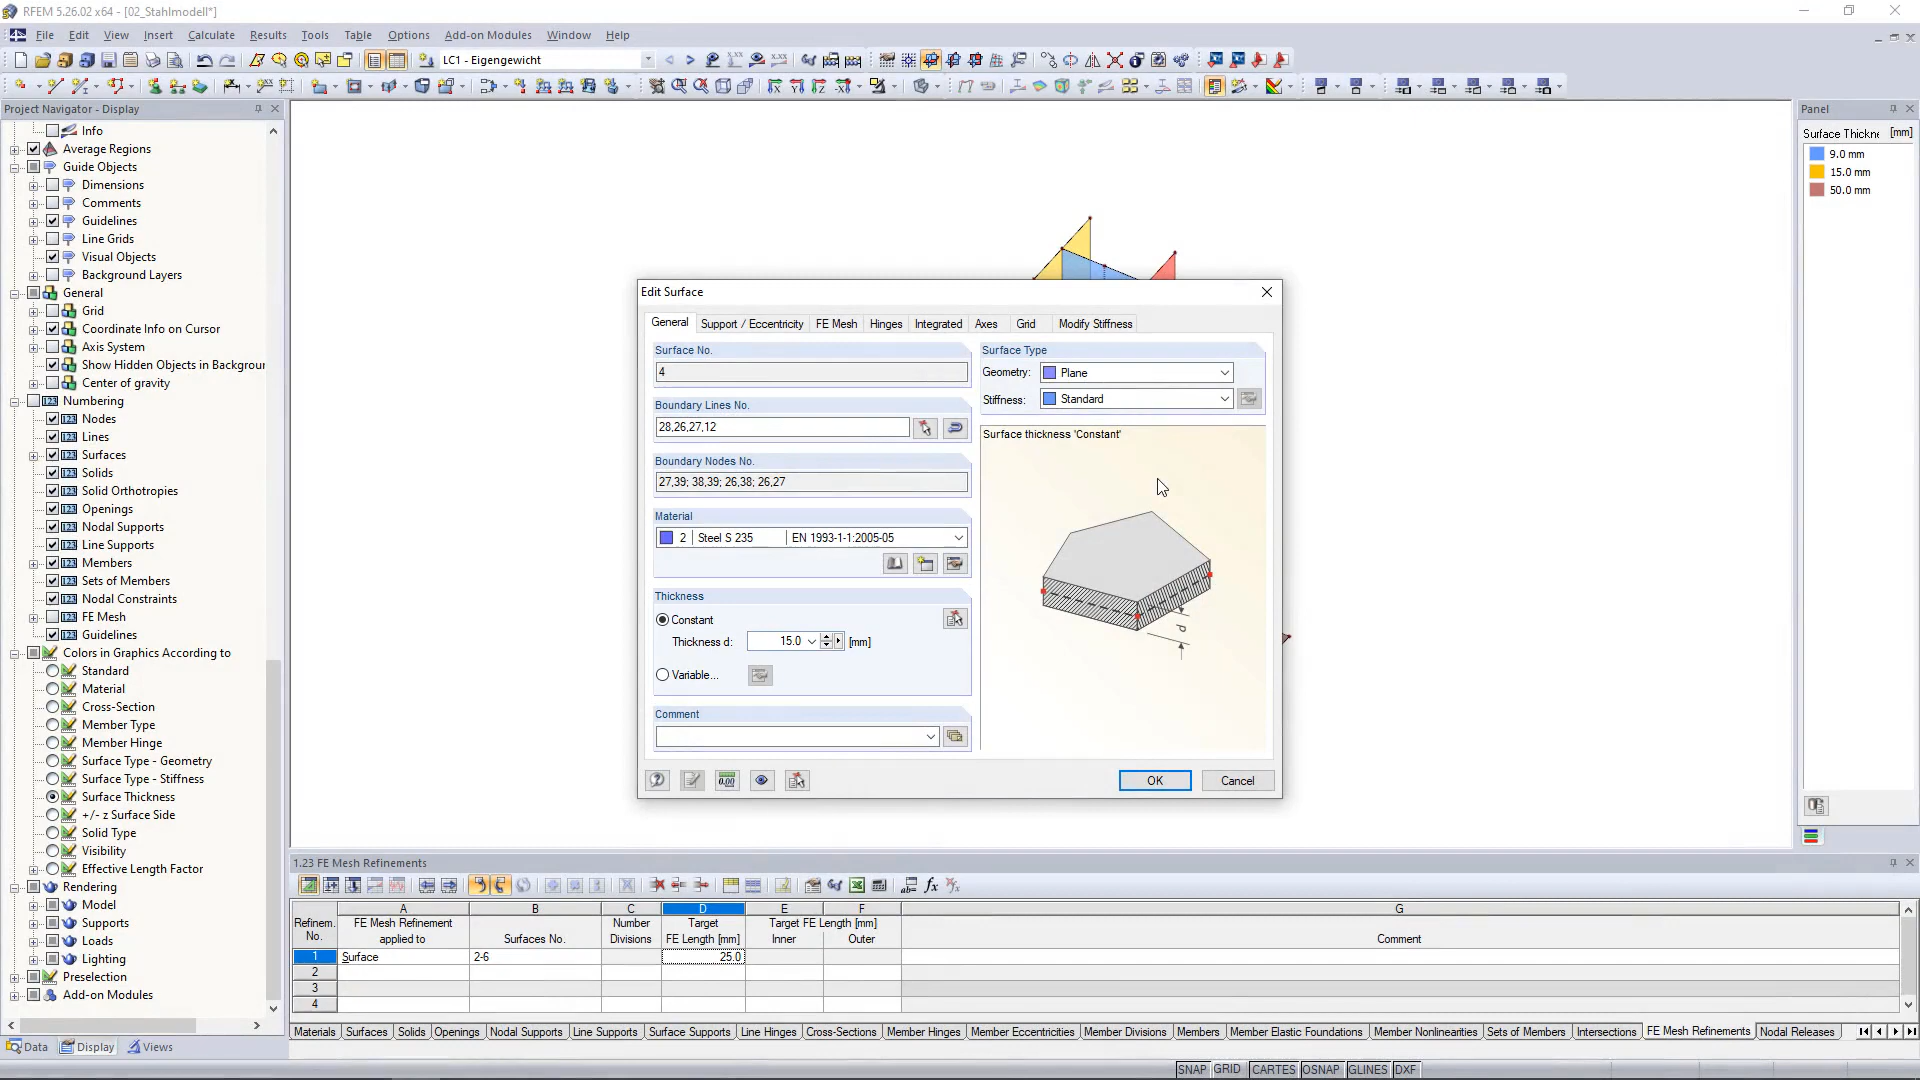 RFEM 5.26.02 x64 - [02_Stahlmodell*]
File Edit View Insert Calculate Results Tools Table Options Add-on Modules Window Help
LC1 - Eigengewicht
Project Navigator - Display
Info
Average Regions
Guide Objects
Dimensions
Comments
Guidelines
Line Grids
Visual Objects
Background Layers
General
Grid
Coordinate Info on Cursor
Axis System
Show Hidden Objects in Backgroun
Center of gravity
Numbering
Nodes
Lines
Surfaces
Solids
Solid Orthotropies
Openings
Nodal Supports
Line Supports
Members
Sets of Members
Nodal Constraints
FE Mesh
Guidelines
Colors in Graphics According to
Standard
Material
Cross-Section
Member Type
Member Hinge
Surface Type - Geometry
Surface Type - Stiffness
Surface Thickness
+/- z Surface Side
Solid Type
Visibility
Effective Length Factor
Rendering
Model
Supports
Loads
Lighting
Preselection
Add-on Modules
Data Display Views
Panel
Surface Thickne [mm]
9.0 mm
15.0 mm
50.0 mm
Edit Surface
General Support / Eccentricity FE Mesh Hinges Integrated Axes Grid Modify Stiffness
Surface No.
4
Boundary Lines No.
28,26,27,12
Boundary Nodes No.
27,39; 38,39; 26,38; 26,27
Material
2 Steel S 235 EN 1993-1-1:2005-05
Thickness
Constant
Thickness d: 15.0 [mm]
Variable...
Comment
Surface Type
Geometry: Plane
Stiffness: Standard
Surface thickness 'Constant'
d
0.00
OK Cancel
1.23 FE Mesh Refinements
A B C D E F G
Refinem. FE Mesh Refinement Number Target Target FE Length [mm]
No. applied to Surfaces No. Divisions FE Length [mm] Inner Outer Comment
1 Surface 2-6 25.0
2
3
4
Materials Surfaces Solids Openings Nodal Supports Line Supports Surface Supports Line Hinges Cross-Sections Member Hinges Member Eccentricities Member Divisions Members Member Elastic Foundations Member Nonlinearities Sets of Members Intersections FE Mesh Refinements Nodal Releases
SNAP GRID CARTES OSNAP GLINES DXF